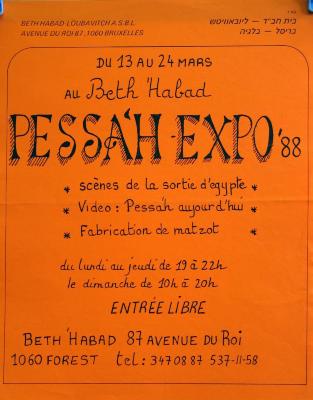 BETH HABAD-LOUBAVITCH A.S.B.L.
AVENUE DU ROI 87, 1060 BRUXELLES
בית חב״ד – ליובאוויטש
בריסל – בלגיה
DU 13 AU 24 MARS
AU Beth 'Habad
PESSA'H-EXPO '88
* scènes de la sortie d'egypte *
* Video : Pessa'h aujourd'hui *
* Fabrication de matzot *
du lundi au jeudi de 19 à 22h
le dimanche de 10h à 20h
ENTRÉE LIBRE
BETH 'HABAD 87 AVENUE DU ROI
1060 FOREST tel: 347 08 87 537-11-58